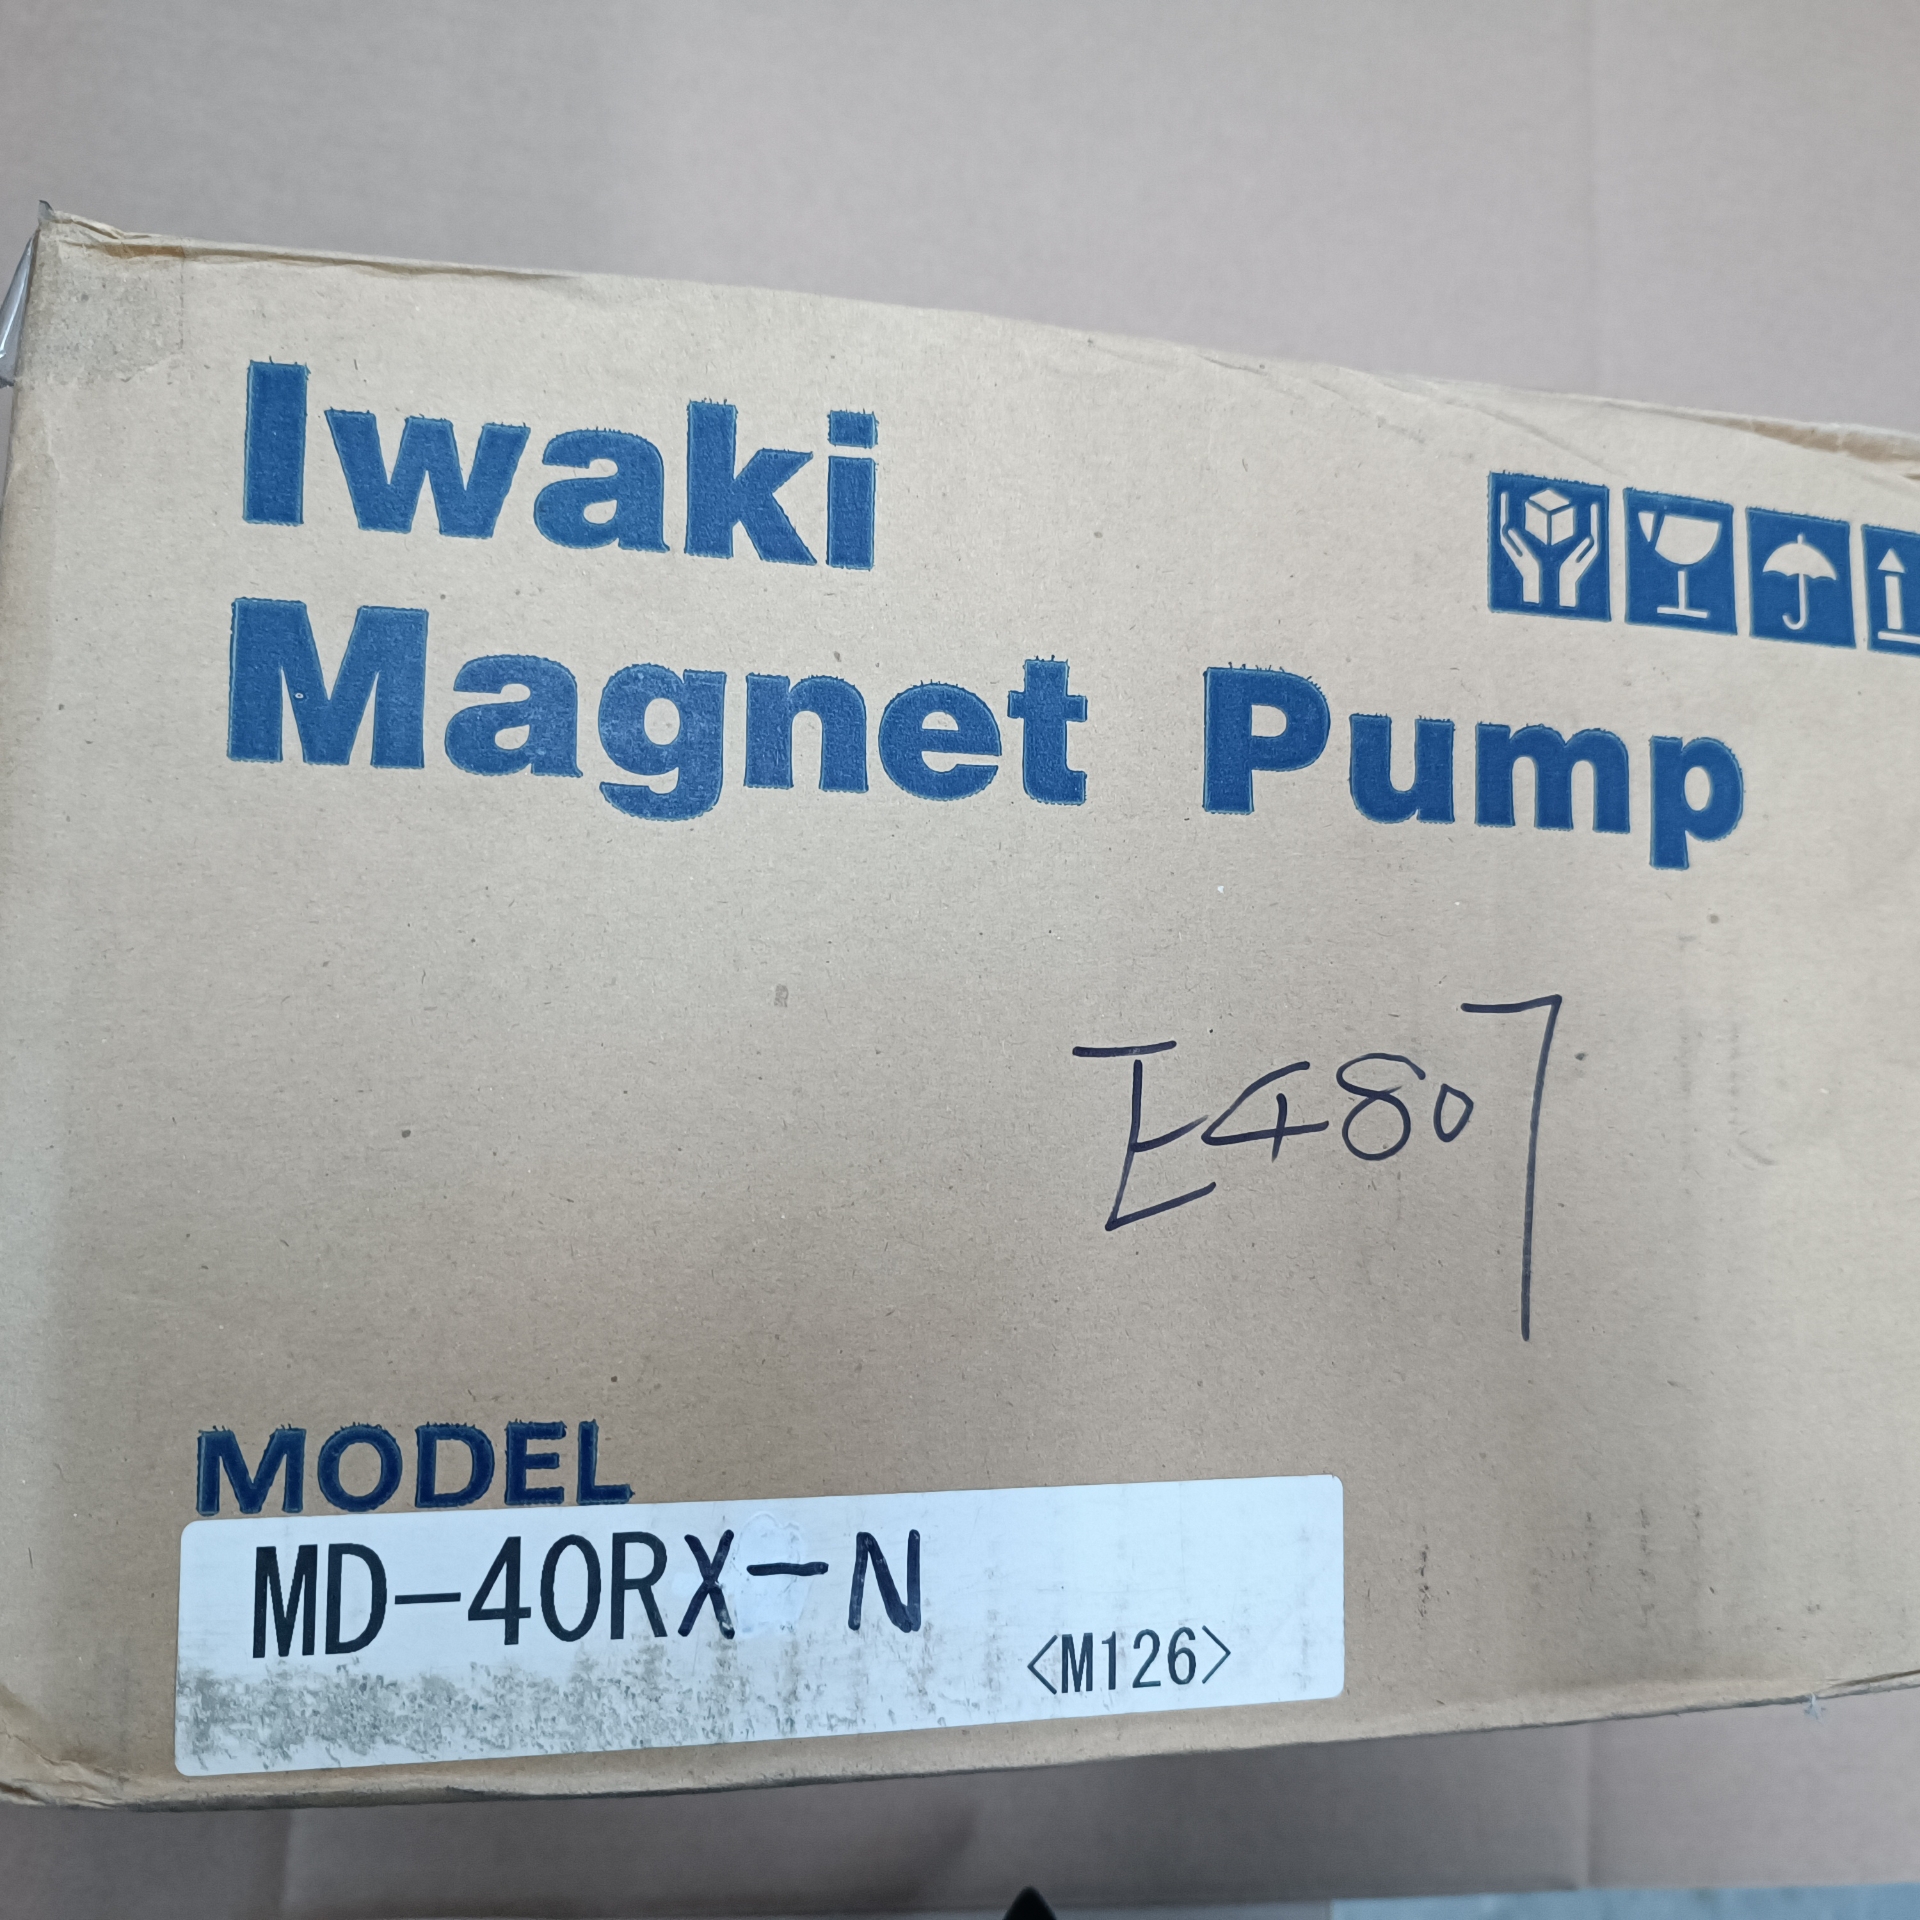 Iwaki
Magnet Pump
E4807
MODEL
MD-40RX-N
<M126>